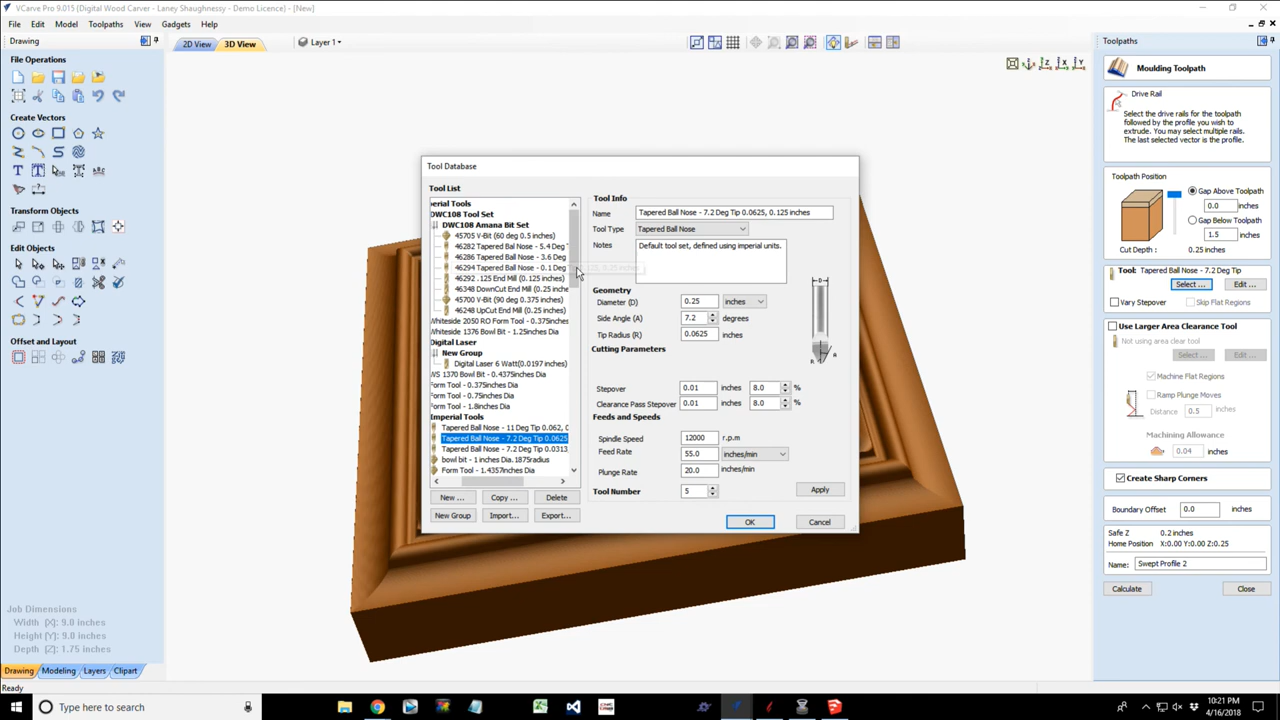 VCarve Pro 9.015 (Digital Wood Carver - Laney Shaughnessy - Demo Licence) - [New]
File Edit Model Toolpaths View Gadgets Help
Drawing
2D View
3D View
Layer 1
Toolpaths
File Operations
Create Vectors
Transform Objects
Edit Objects
Offset and Layout
Job Dimensions
Width (X): 9.0 inches
Height (Y): 9.0 inches
Depth (Z): 1.75 inches
Drawing Modeling Layers Clipart
Ready
Tool Database
Tool List
perial Tools
DWC108 Tool Set
DWC108 Amana Bit Set
45705 V-Bit (60 deg 0.5 inches)
46282 Tapered Bal Nose - 5.4 Deg
46286 Tapered Ball Nose - 3.6 Deg
46294 Tapered Ball Nose - 0.1 Deg
46292 .125 End Mill (0.125 inches)
46348 DownCut End Mill (0.25 inche
45700 V-Bit (90 deg 0.375 inches)
46248 UpCut End Mill (0.25 inches)
Whiteside 2050 RO Form Tool - 0.375inche
Whiteside 1376 Bowl Bit - 1.25inches Dia
Digital Laser
New Group
Digital Laser 6 Watt(0.0197 inches)
WS 1370 Bowl Bit - 0.4375inches Dia
Form Tool - 0.375inches Dia
Form Tool - 0.75inches Dia
Form Tool - 1.8inches Dia
Imperial Tools
Tapered Ball Nose - 11 Deg Tip 0.062, 0
Tapered Ball Nose - 7.2 Deg Tip 0.0625
Tapered Ball Nose - 7.2 Deg Tip 0.0313,
bowl bit - 1 inches Dia.1875radius
Form Tool - 1.4357inches Dia
New ... Copy ... Delete
New Group Import... Export...
Tool Info
Name Tapered Ball Nose - 7.2 Deg Tip 0.0625, 0.125 inches
Tool Type Tapered Ball Nose
Notes Default tool set, defined using imperial units.
Geometry
Diameter (D) 0.25 inches
Side Angle (A) 7.2 degrees
Tip Radius (R) 0.0625 inches
D
R A
Cutting Parameters
Stepover 0.01 inches 8.0 %
Clearance Pass Stepover 0.01 inches 8.0 %
Feeds and Speeds
Spindle Speed 12000 r.p.m
Feed Rate 55.0 inches/min
Plunge Rate 20.0 inches/min
Tool Number 5 Apply
OK Cancel
Moulding Toolpath
Drive Rail
Select the drive rails for the toolpath
followed by the profile you wish to
extrude. You may select multiple rails.
The last selected vector is the profile.
Toolpath Position
Gap Above Toolpath
0.0 inches
Gap Below Toolpath
1.5 inches
Cut Depth : 0.25 inches
Tool: Tapered Ball Nose - 7.2 Deg Tip
Select ... Edit ...
Vary Stepover Skip Flat Regions
Use Larger Area Clearance Tool
Not using area clear tool
Select ... Edit ...
Machine Flat Regions
Ramp Plunge Moves
Distance 0.5 inches
Machining Allowance
0.04 inches
Create Sharp Corners
Boundary Offset 0.0 inches
Safe Z 0.2 inches
Home Position X:0.00 Y:0.00 Z:0.25
Name: Swept Profile 2
Calculate Close
Type here to search
10:21 PM
4/16/2018